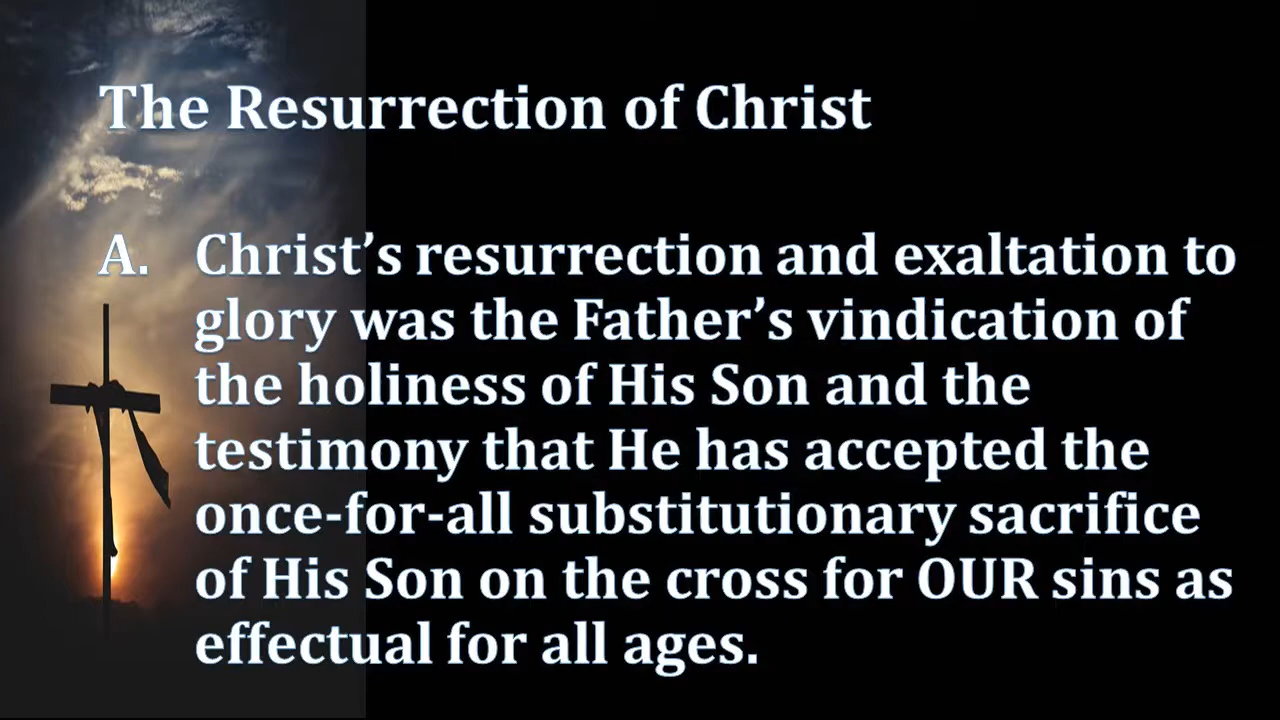 The Resurrection of Christ
A. Christ’s resurrection and exaltation to
glory was the Father’s vindication of
the holiness of His Son and the
testimony that He has accepted the
once-for-all substitutionary sacrifice
of His Son on the cross for OUR sins as
effectual for all ages.